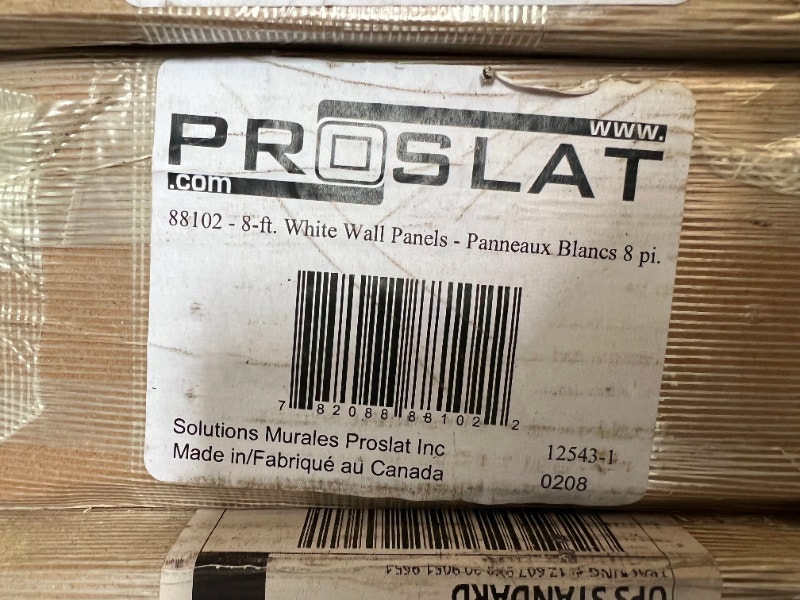 www.
PROSLAT
.com
88102 - 8-ft. White Wall Panels - Panneaux Blancs 8 pi.
7 82088 88102 2
Solutions Murales Proslat Inc
Made in/Fabriqué au Canada
12543-1
0208
UPS STANDARD